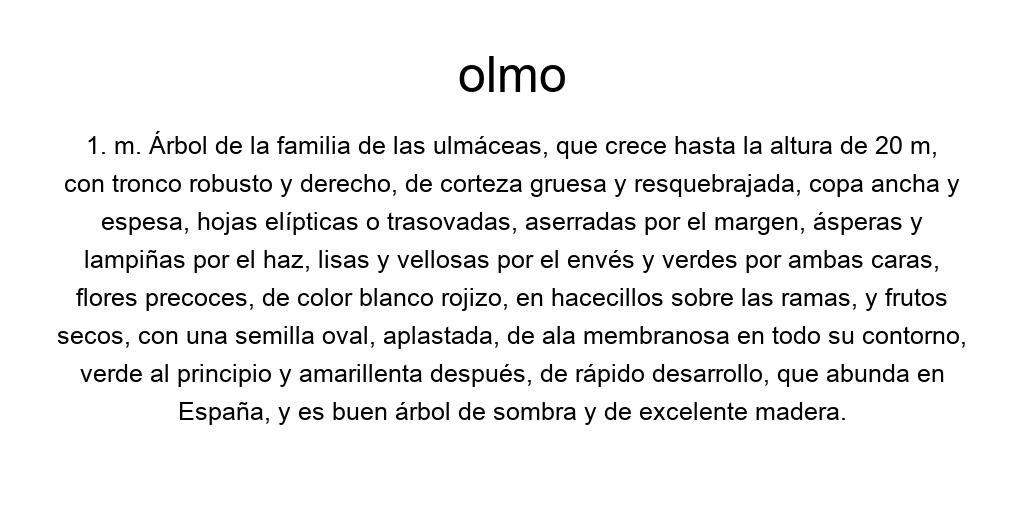 olmo
1. m. Árbol de la familia de las ulmáceas, que crece hasta la altura de 20 m,
con tronco robusto y derecho, de corteza gruesa y resquebrajada, copa ancha y
espesa, hojas elípticas o trasovadas, aserradas por el margen, ásperas y
lampiñas por el haz, lisas y vellosas por el envés y verdes por ambas caras,
flores precoces, de color blanco rojizo, en hacecillos sobre las ramas, y frutos
secos, con una semilla oval, aplastada, de ala membranosa en todo su contorno,
verde al principio y amarillenta después, de rápido desarrollo, que abunda en
España, y es buen árbol de sombra y de excelente madera.